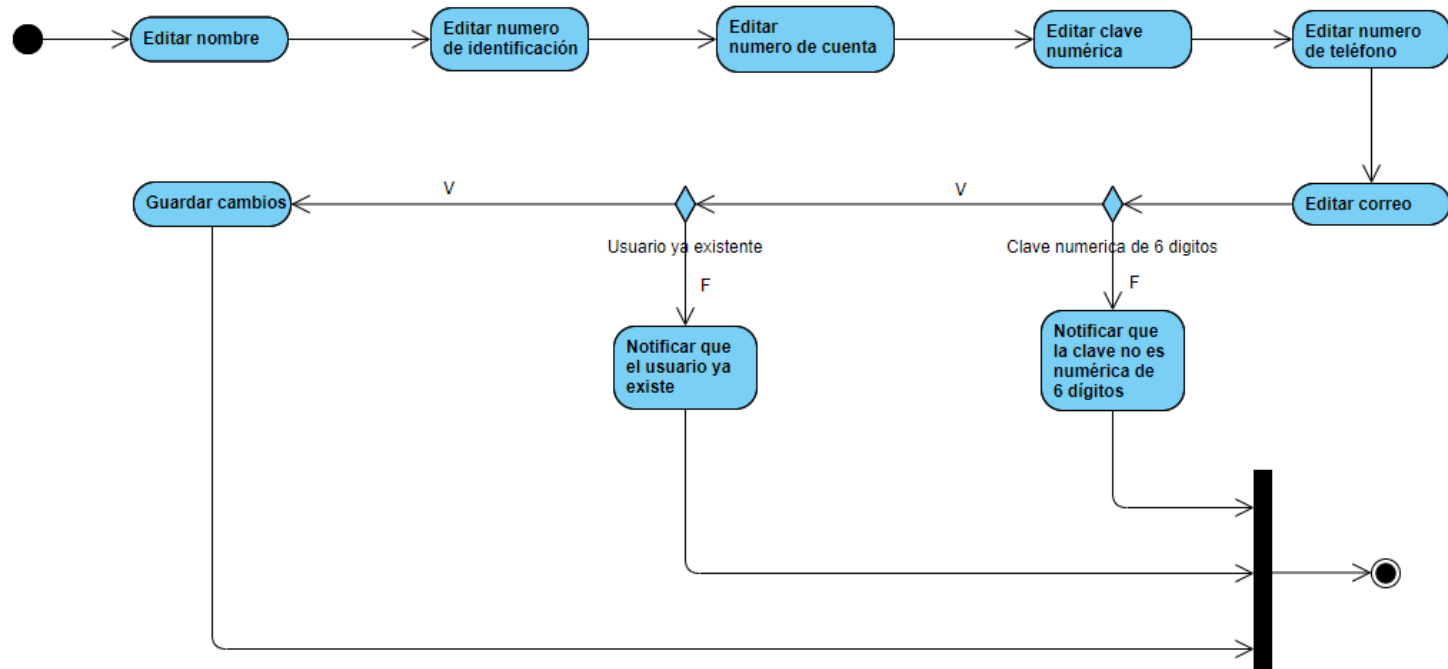 Editar nombre
Editar numero
de identificación
Editar
numero de cuenta
Editar clave
numérica
Editar numero
de teléfono
Guardar cambios
V
V
Editar correo
Usuario ya existente
Clave numerica de 6 digitos
F
F
Notificar que
el usuario ya
existe
Notificar que
la clave no es
numérica de
6 dígitos